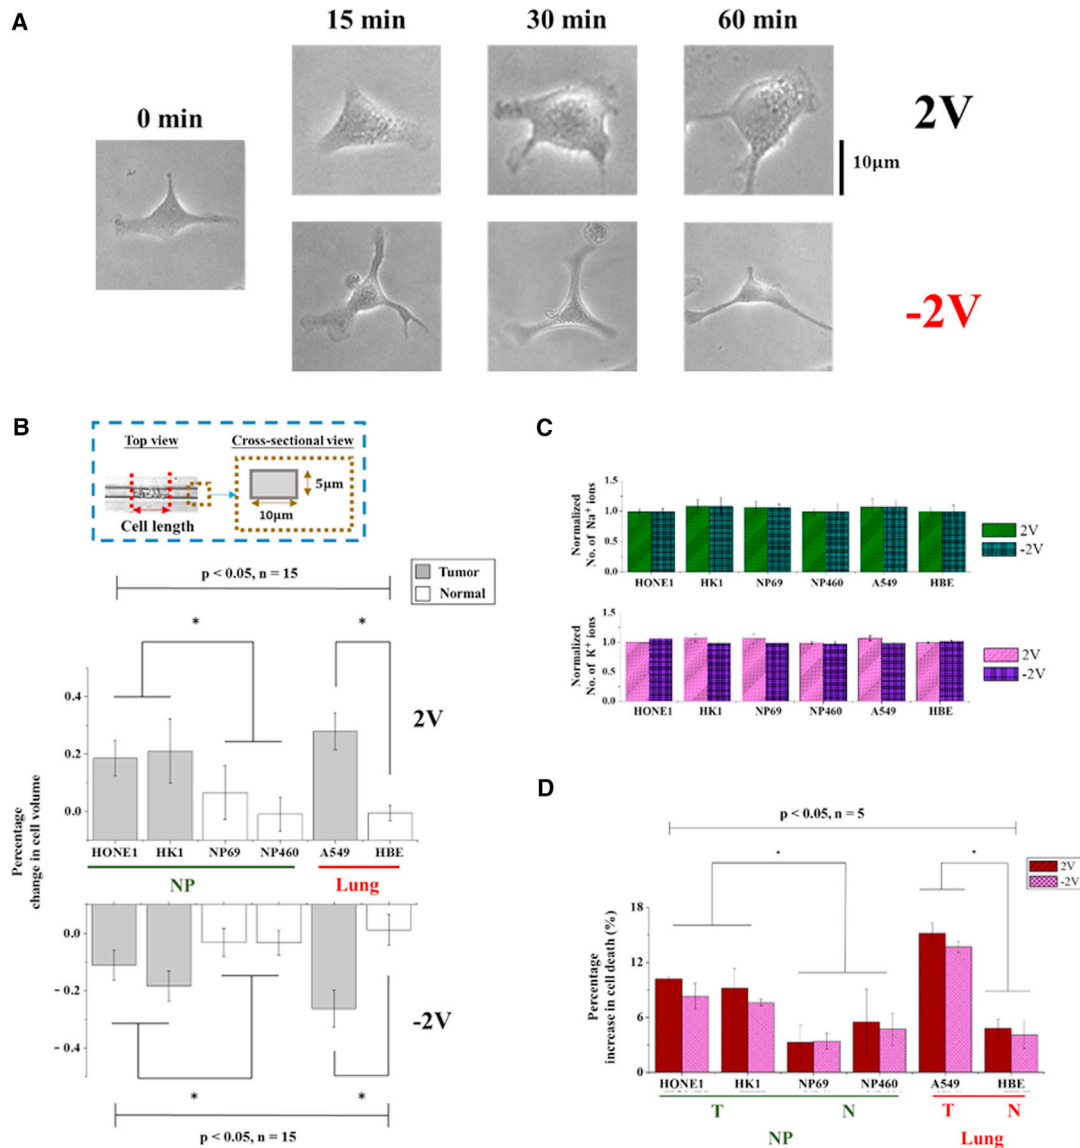 A
15 min
30 min
60 min
0 min
2V
10μm
-2V
B
Top view
Cross-sectional view
Cell length
5μm
10μm
p < 0.05, n = 15
Tumor
Normal
*
*
Percentage
change in cell volume
0.4
0.2
0.0
2V
HONE1
HK1
NP69
NP460
A549
HBE
NP
Lung
0.0
- 0.2
- 0.4
-2V
*
*
p < 0.05, n = 15
C
Normalized
No. of Na⁺ ions
1.5
1.0
0.5
0.0
HONE1
HK1
NP69
NP460
A549
HBE
2V
-2V
Normalized
No. of K⁺ ions
1.5
1.0
0.5
0.0
HONE1
HK1
NP69
NP460
A549
HBE
2V
-2V
D
p < 0.05, n = 5
*
*
2V
-2V
Percentage
increase in cell death (%)
18
12
6
0
HONE1
HK1
NP69
NP460
A549
HBE
T
N
T
N
NP
Lung